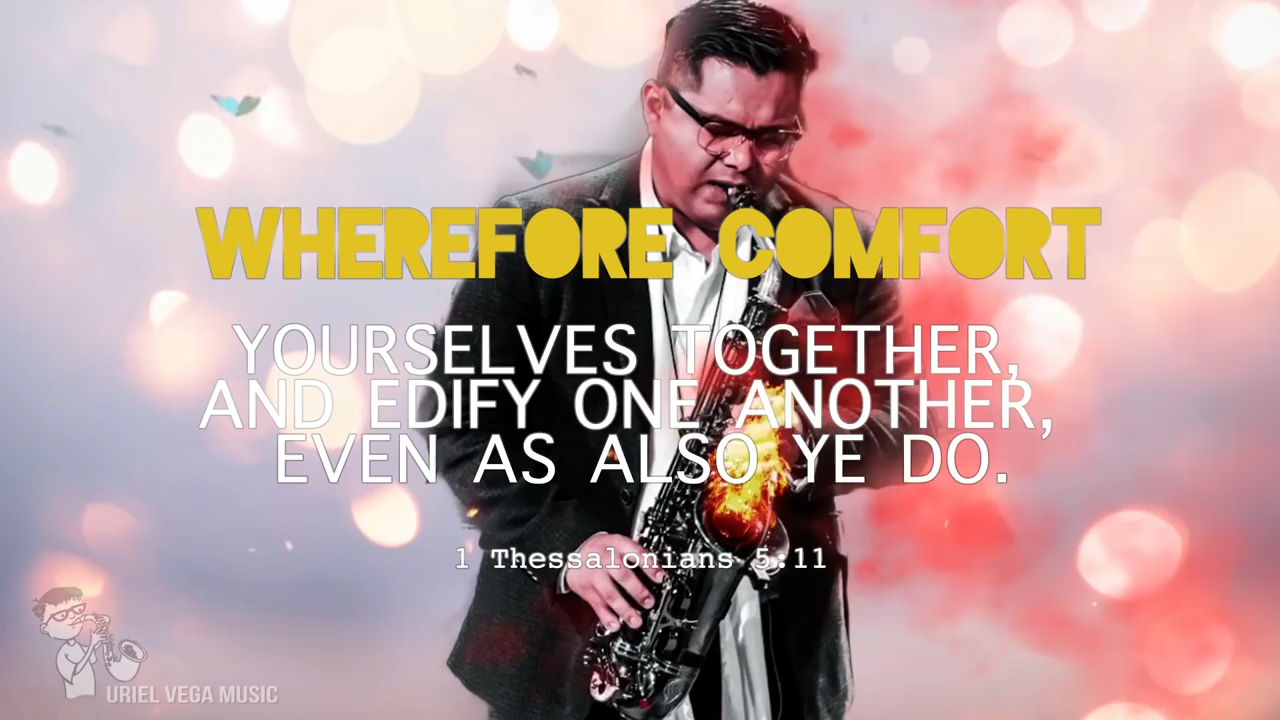 WHEREFORE COMFORT
YOURSELVES TOGETHER,
AND EDIFY ONE ANOTHER,
EVEN AS ALSO YE DO.
1 Thessalonians 5:11
URIEL VEGA MUSIC